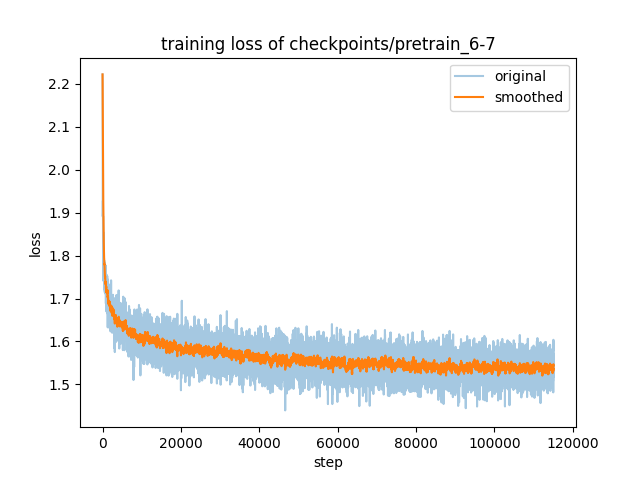 training loss of checkpoints/pretrain_6-7
original
smoothed
2.2
2.1
2.0
1.9
1.8
1.7
1.6
1.5
loss
0 20000 40000 60000 80000 100000 120000
step